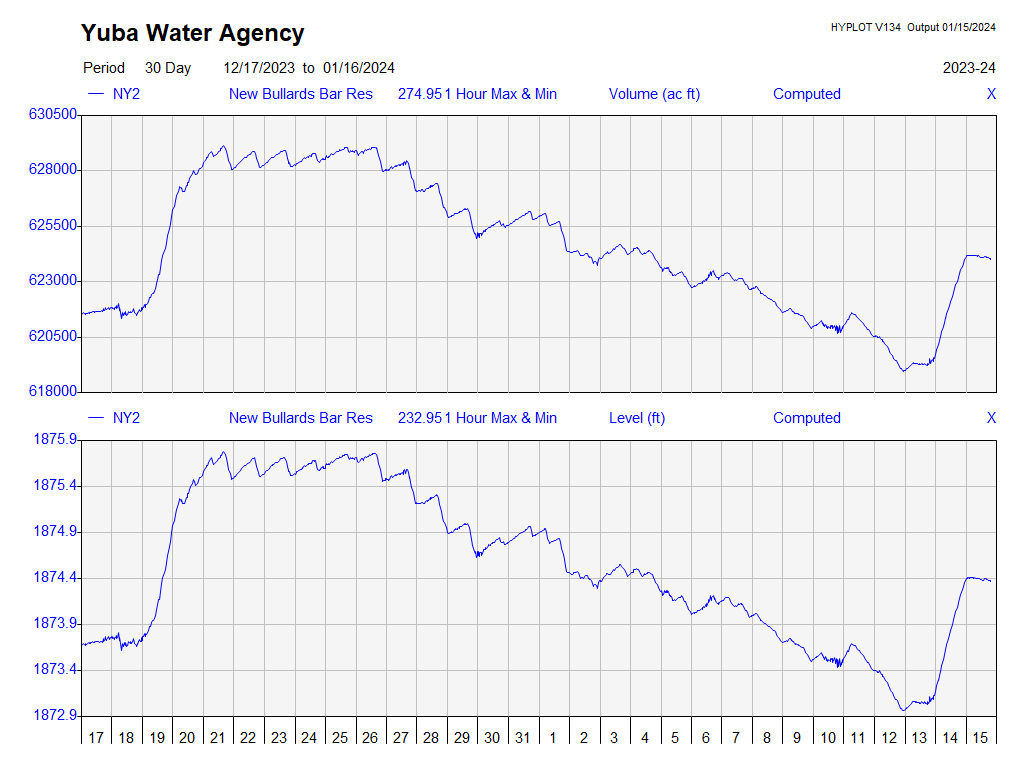 Yuba Water Agency
HYPLOT V134 Output 01/15/2024
Period 30 Day 12/17/2023 to 01/16/2024 2023-24
NY2 New Bullards Bar Res 274.95 1 Hour Max & Min Volume (ac ft) Computed X
630500
628000
625500
623000
620500
618000
NY2 New Bullards Bar Res 232.95 1 Hour Max & Min Level (ft) Computed X
1875.9
1875.4
1874.9
1874.4
1873.9
1873.4
1872.9
17 18 19 20 21 22 23 24 25 26 27 28 29 30 31 1 2 3 4 5 6 7 8 9 10 11 12 13 14 15